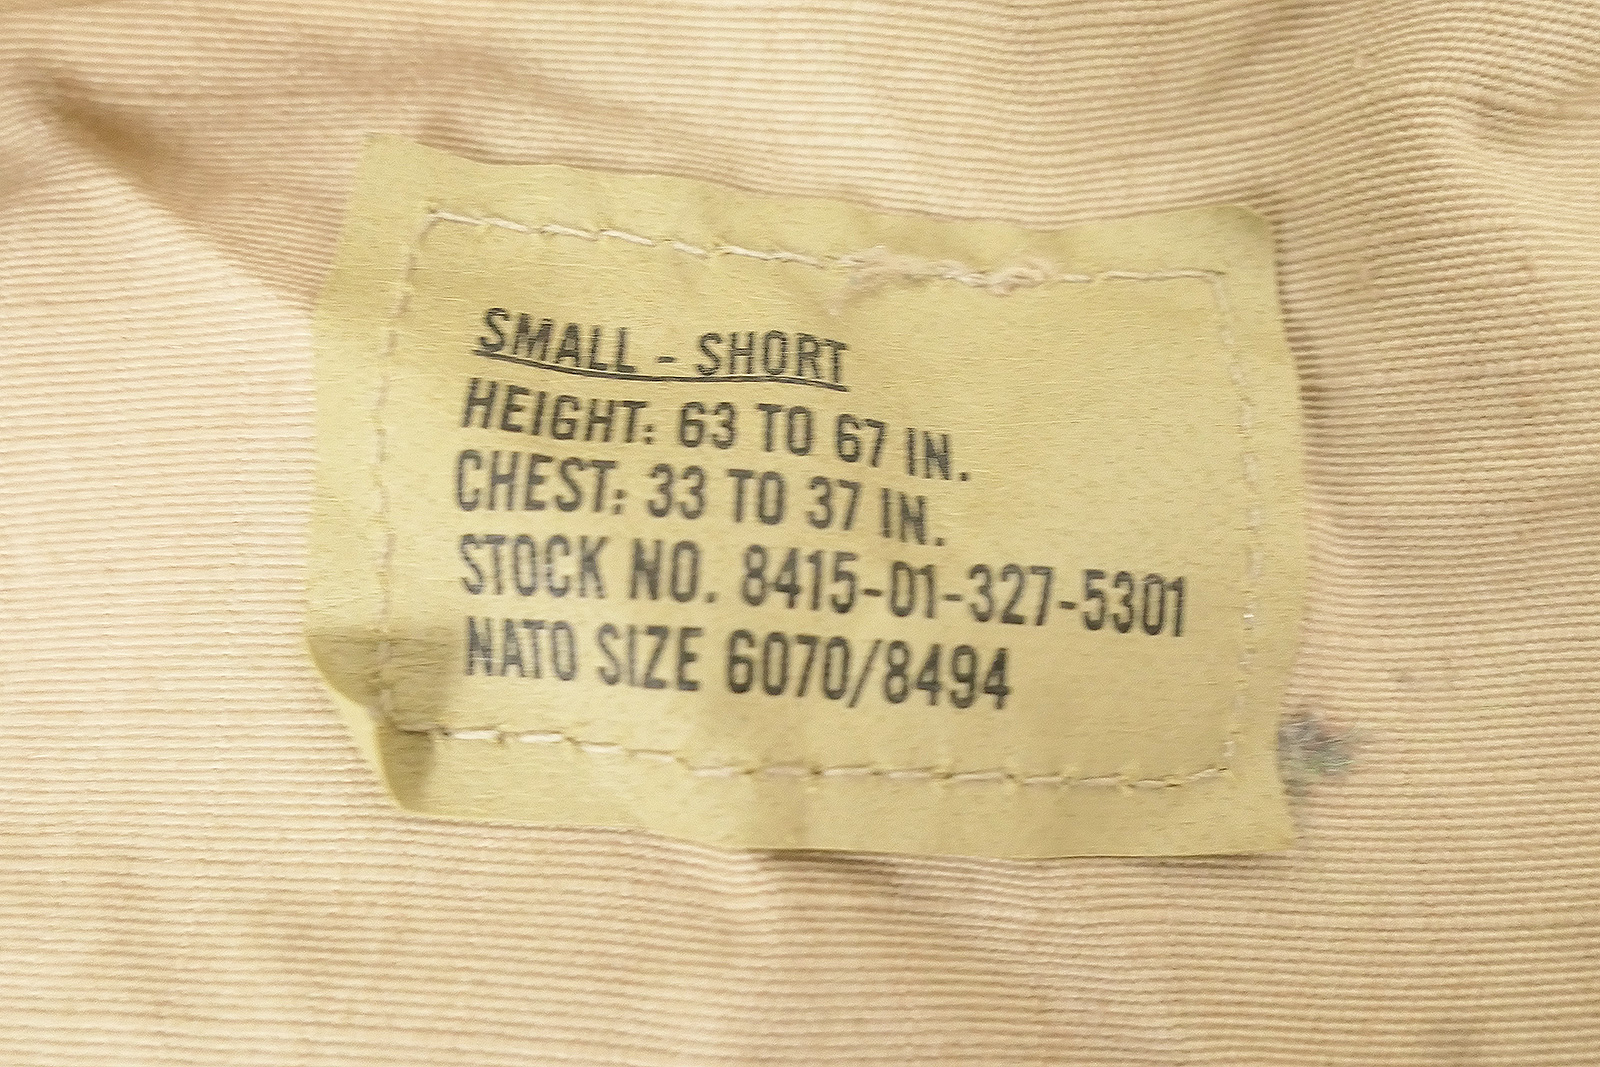 SMALL - SHORT
HEIGHT: 63 TO 67 IN.
CHEST: 33 TO 37 IN.
STOCK NO. 8415-01-327-5301
NATO SIZE 6070/8494